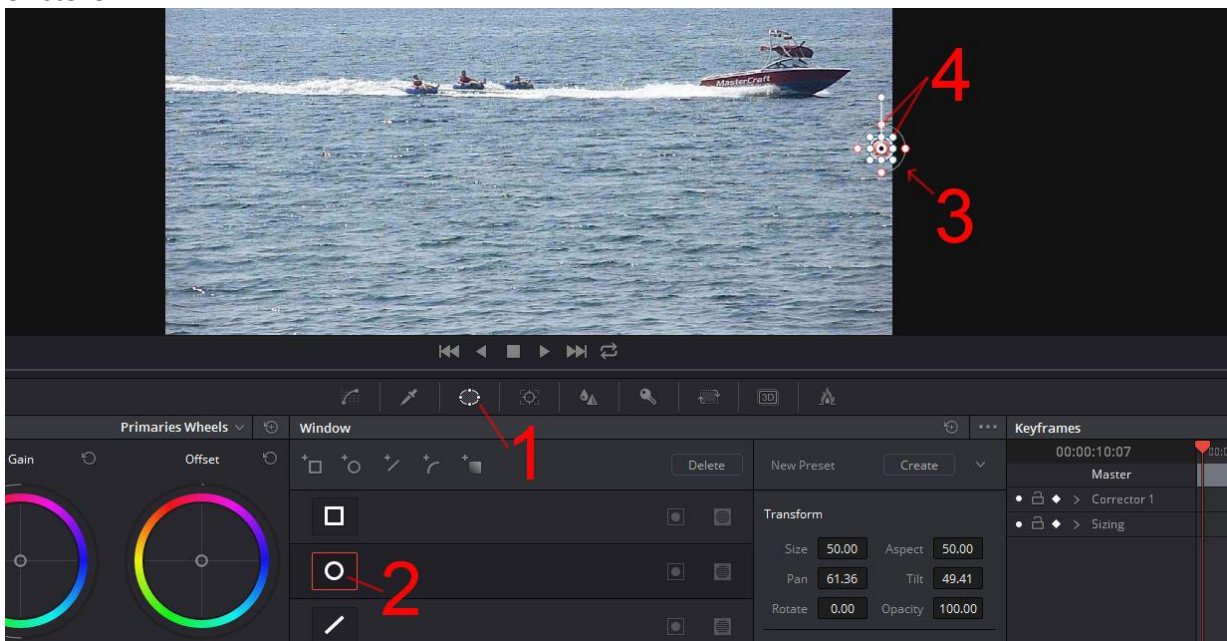 MasterCraft
4
3
1
Primaries Wheels
Window
Keyframes
Gain
Offset
Delete
New Preset
Create
00:00:10:07
Master
Transform
Corrector 1
Size 50.00 Aspect 50.00
Sizing
Pan 61.36 Tilt 49.41
2
Rotate 0.00 Opacity 100.00
3D